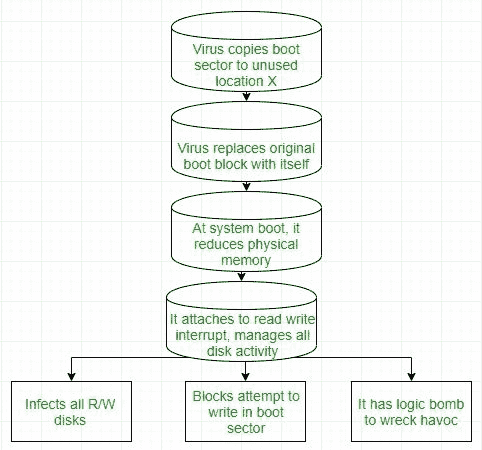 Virus copies boot
sector to unused
location X
Virus replaces original
boot block with itself
At system boot, it
reduces physical
memory
It attaches to read write
interrupt, manages all
disk activity
Infects all R/W
disks
Blocks attempt to
write in boot
sector
It has logic bomb
to wreck havoc